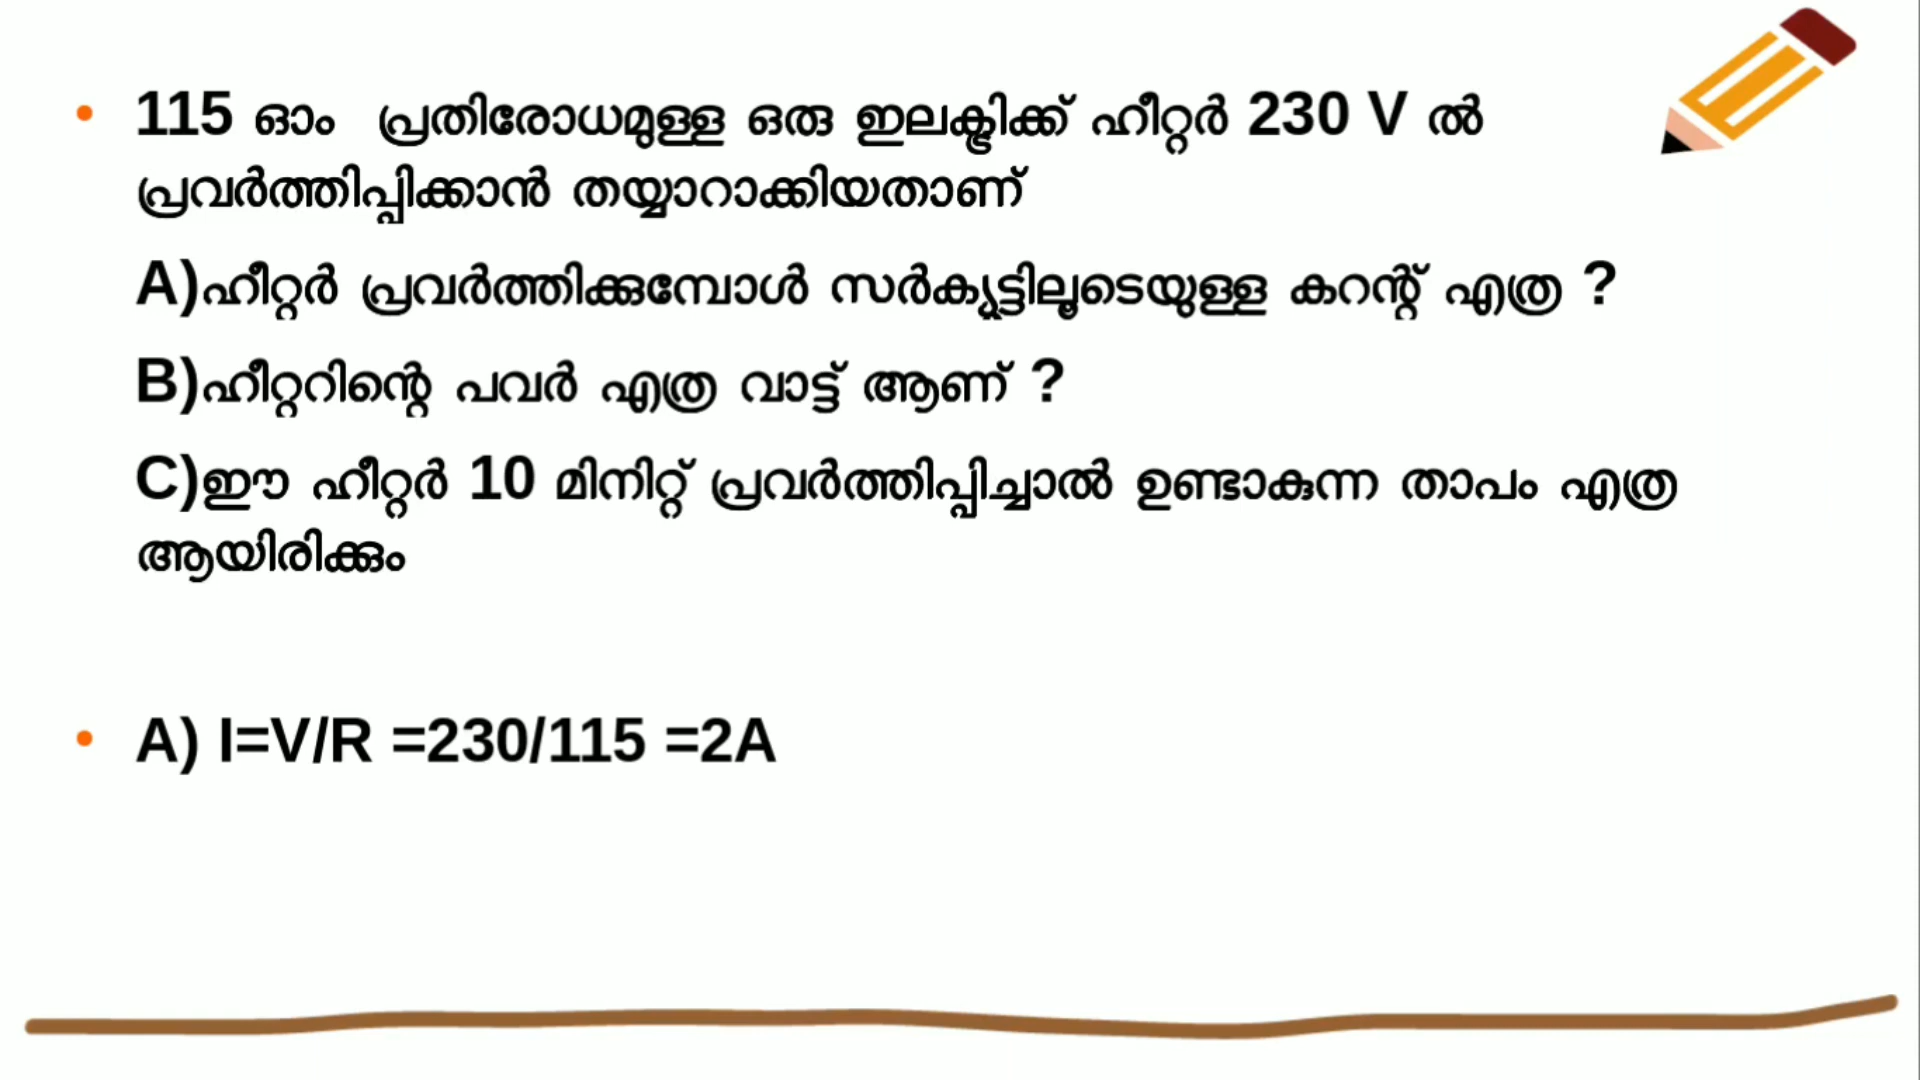 • 115 ഓം പ്രതിരോധമുള്ള ഒരു ഇലക്ട്രിക്ക് ഹീറ്റർ 230 V ൽ
പ്രവർത്തിപ്പിക്കാൻ തയ്യാറാക്കിയതാണ്
A)ഹീറ്റർ പ്രവർത്തിക്കുമ്പോൾ സർക്യൂട്ടിലൂടെയുള്ള കറന്റ് എത്ര ?
B)ഹീറ്ററിന്റെ പവർ എത്ര വാട്ട് ആണ് ?
C)ഈ ഹീറ്റർ 10 മിനിറ്റ് പ്രവർത്തിപ്പിച്ചാൽ ഉണ്ടാകുന്ന താപം എത്ര
ആയിരിക്കും
• A) I=V/R =230/115 =2A